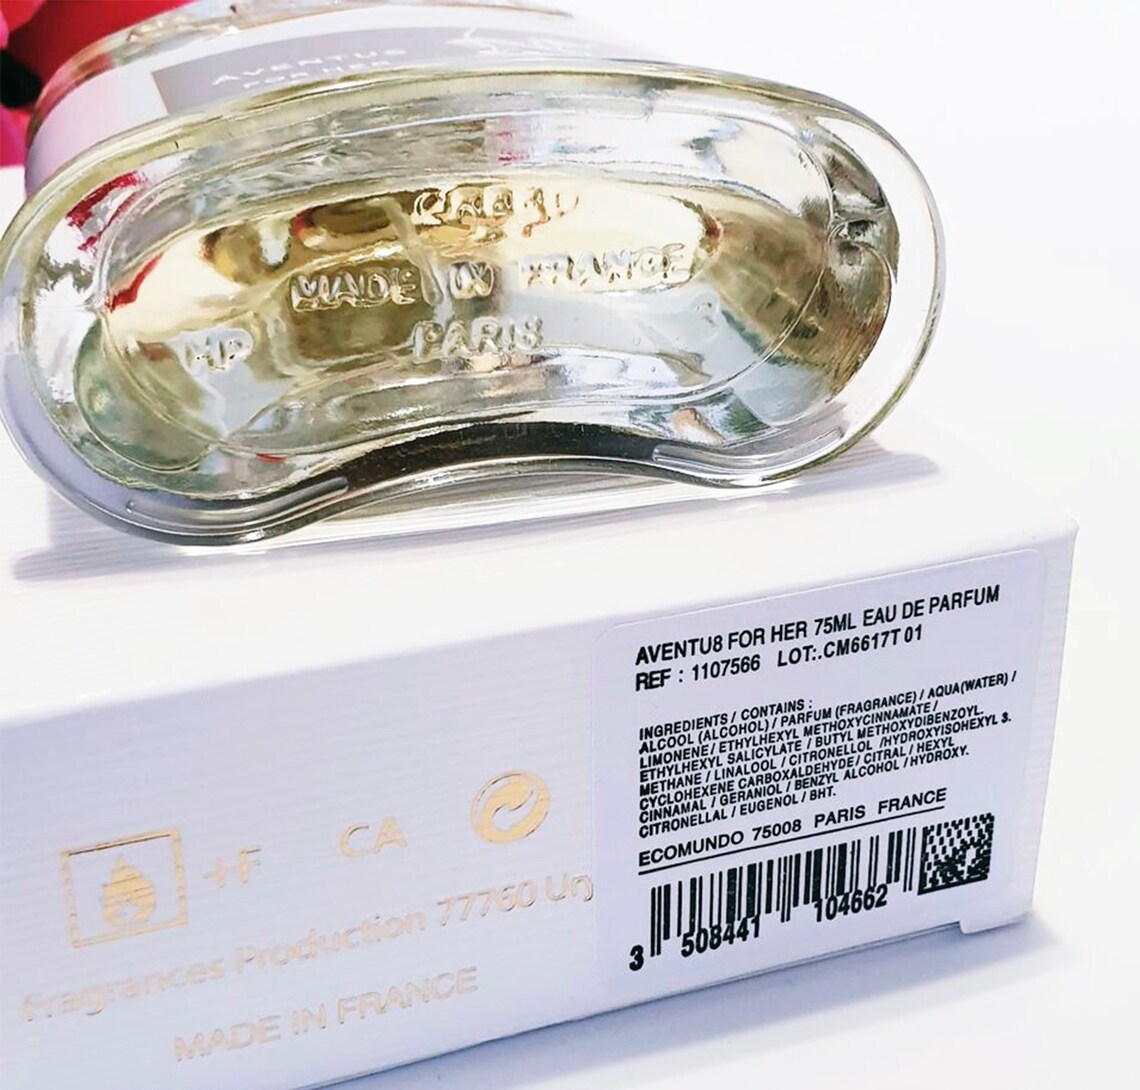 AVENTUS
FOR HER
CREED
MADE IN FRANCE
HP PARIS
AVENTU8 FOR HER 75ML EAU DE PARFUM
REF : 1107566 LOT:.CM6617T 01
INGREDIENTS / CONTAINS :
ALCOOL (ALCOHOL) / PARFUM (FRAGRANCE) / AQUA(WATER) /
LIMONENE / ETHYLHEXYL METHOXYCINNAMATE /
ETHYLHEXYL SALICYLATE / BUTYL METHOXYDIBENZOYL.
METHANE / LINALOOL / CITRONELLOL /HYDROXYISOHEXYL 3.
CYCLOHEXENE CARBOXALDEHYDE / CITRAL / HEXYL
CINNAMAL / GERANIOL / BENZYL ALCOHOL / HYDROXY.
CITRONELLAL / EUGENOL / BHT.
ECOMUNDO 75008 PARIS FRANCE
3 508441 104662
+F CA
Fragrances Production 77760 Ury
MADE IN FRANCE